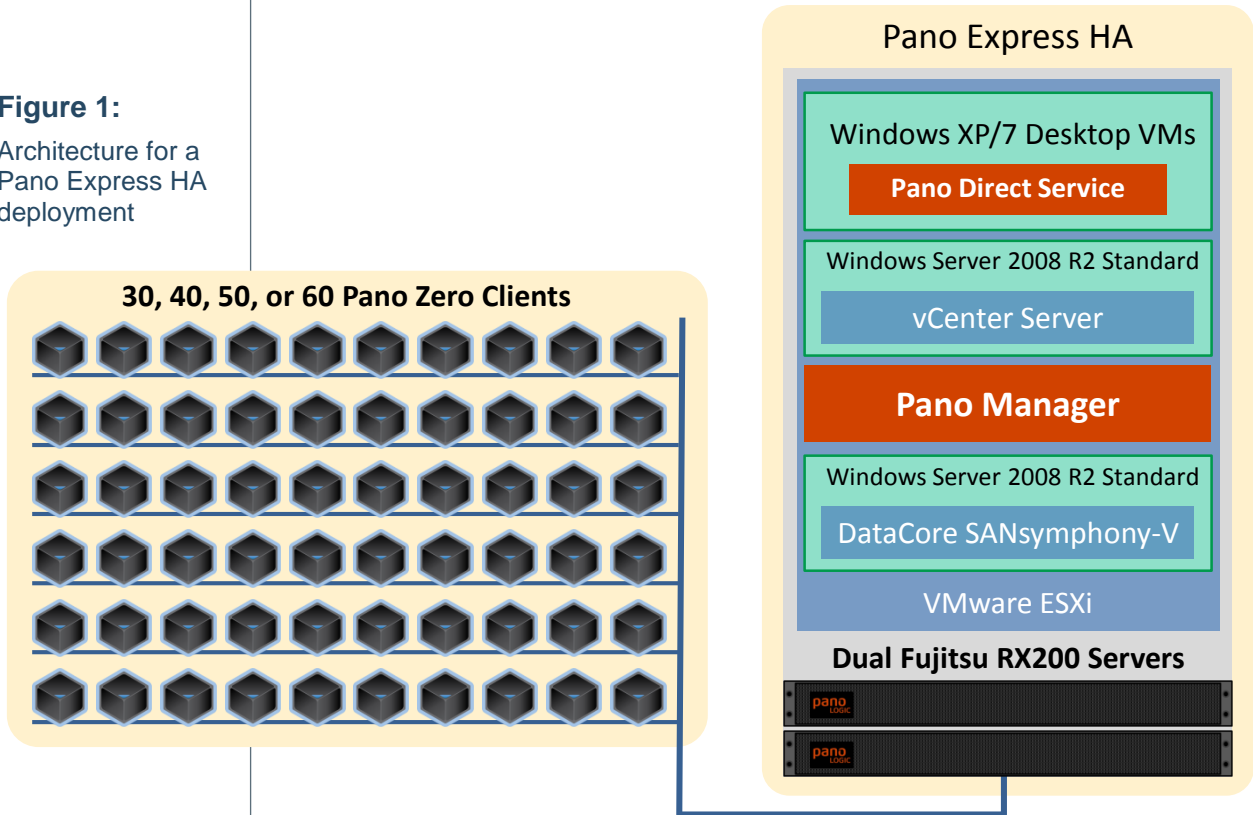 Figure 1:
Architecture for a
Pano Express HA
deployment
30, 40, 50, or 60 Pano Zero Clients
Pano Express HA
Windows XP/7 Desktop VMs
Pano Direct Service
Windows Server 2008 R2 Standard
vCenter Server
Pano Manager
Windows Server 2008 R2 Standard
DataCore SANsymphony-V
VMware ESXi
Dual Fujitsu RX200 Servers
pano
LOGIC
pano
LOGIC